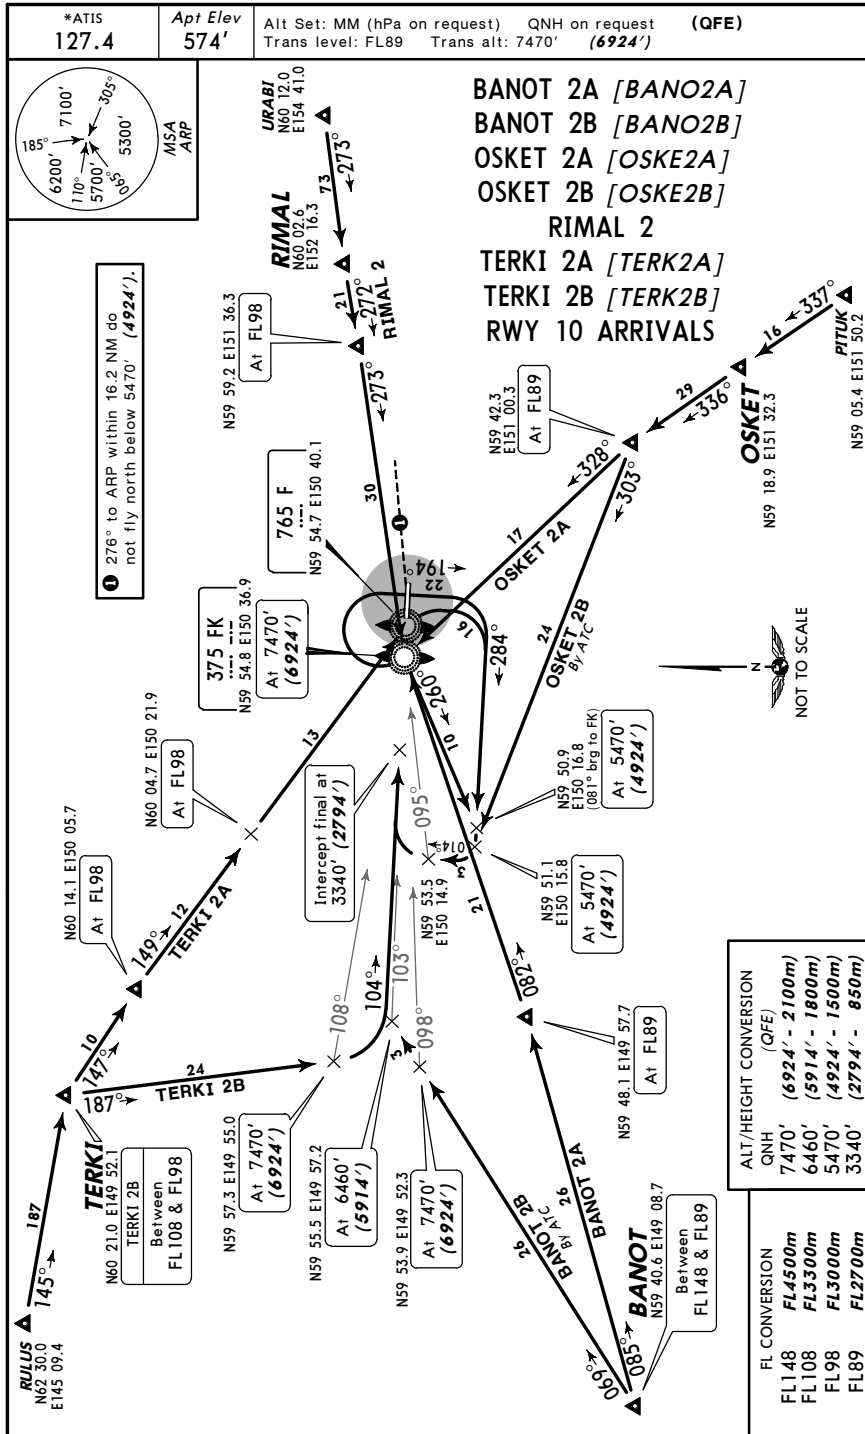 *ATIS
127.4
Apt Elev
574'
Alt Set: MM (hPa on request) QNH on request (QFE)
Trans level: FL89 Trans alt: 7470' (6924')
BANOT 2A [BANO2A]
BANOT 2B [BANO2B]
OSKET 2A [OSKE2A]
OSKET 2B [OSKE2B]
RIMAL 2
TERKI 2A [TERK2A]
TERKI 2B [TERK2B]
RWY 10 ARRIVALS
MSA
ARP
305°
7100'
185°
5300'
6200'
110°
5700'
065°
1 276° to ARP within 16.2 NM do
not fly north below 5470' (4924').
URABI
N60 12.0
E154 41.0
273°
73
RIMAL
N60 02.6
E152 16.3
21
272°
RIMAL 2
N59 59.2 E151 36.3
At FL98
273°
30
765 F
N59 54.7 E150 40.1
375 FK
N59 54.8 E150 36.9
At 7470'
(6924')
1
194°
22
16
284°
260°
10
PITUK
N59 05.4 E151 50.2
337°
16
OSKET
N59 18.9 E151 32.3
29
336°
N59 42.3
E151 00.3
At FL89
328°
303°
17
OSKET 2A
24
OSKET 2B
By ATC
N
NOT TO SCALE
N59 50.9
E150 16.8
(081° brg to FK)
At 5470'
(4924')
N59 51.1
E150 15.8
At 5470'
(4924')
014°
3
N59 53.5
E150 14.9
095°
Intercept final at
3340' (2794')
N60 04.7 E150 21.9
At FL98
13
N60 14.1 E150 05.7
At FL98
149°
12
TERKI 2A
10
147°
24
TERKI 2B
187°
TERKI
N60 21.0 E149 52.1
TERKI 2B
Between
FL108 & FL98
187
145°
RULUS
N62 30.0
E145 09.4
108°
104°
103°
098°
3
N59 57.3 E149 55.0
At 7470'
(6924')
N59 55.5 E149 57.2
At 6460'
(5914')
N59 53.9 E149 52.3
At 7470'
(6924')
21
082°
N59 48.1 E149 57.7
At FL89
26
BANOT 2B
By ATC
26
BANOT 2A
069°
085°
BANOT
N59 40.6 E149 08.7
Between
FL148 & FL89
ALT/HEIGHT CONVERSION
QNH (QFE)
7470' (6924' - 2100m)
6460' (5914' - 1800m)
5470' (4924' - 1500m)
3340' (2794' - 850m)
FL CONVERSION
FL148 FL4500m
FL108 FL3300m
FL98 FL3000m
FL89 FL2700m